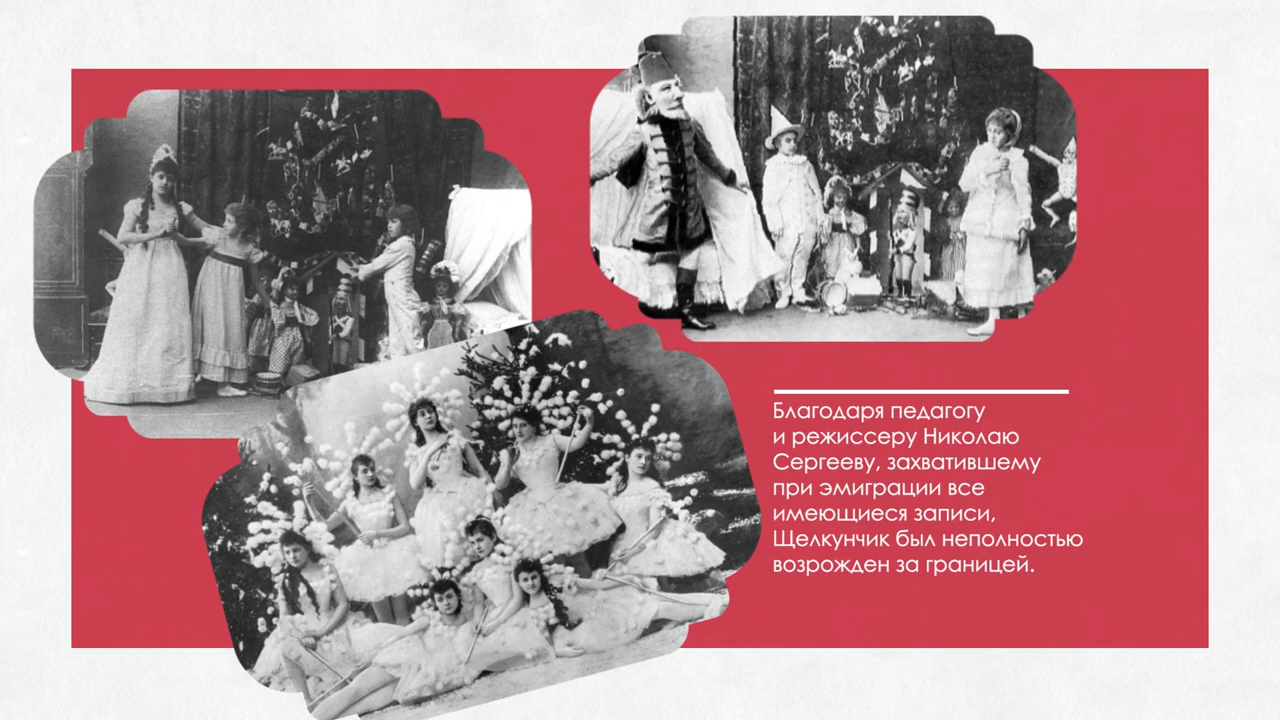 Благодаря педагогу
и режиссеру Николаю
Сергееву, захватившему
при эмиграции все
имеющиеся записи,
Щелкунчик был неполностью
возрожден за границей.